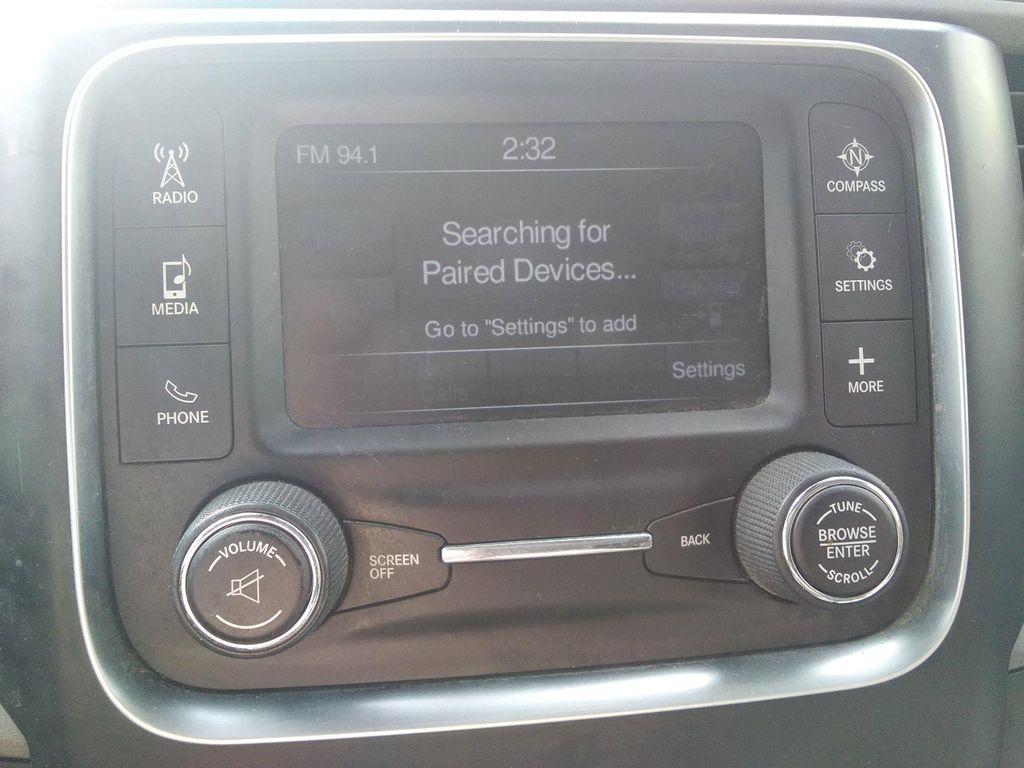 FM 94.1
2:32
Searching for
Paired Devices...
Go to "Settings" to add
Settings
Calls
RADIO
MEDIA
PHONE
N
COMPASS
SETTINGS
MORE
VOLUME
SCREEN
OFF
BACK
TUNE
BROWSE
ENTER
SCROLL